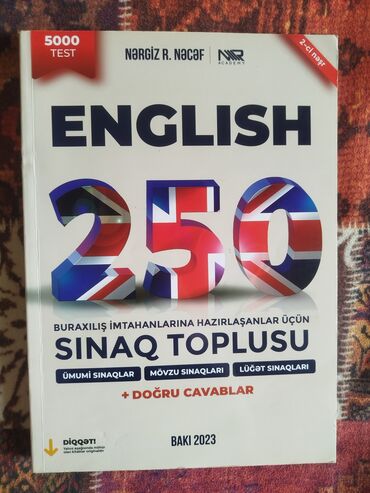 5000
TEST
NƏRGİZ R. NƏCƏF
NR
ACADEMY
2-ci nəşr
ENGLISH
250
BURAXILIŞ İMTAHANLARINA HAZIRLAŞANLAR ÜÇÜN
SINAQ TOPLUSU
ÜMUMİ SINAQLAR
MÖVZU SINAQLARI
LÜĞƏT SINAQLARI
+ DOĞRU CAVABLAR
DİQQƏT!
BAKI 2023